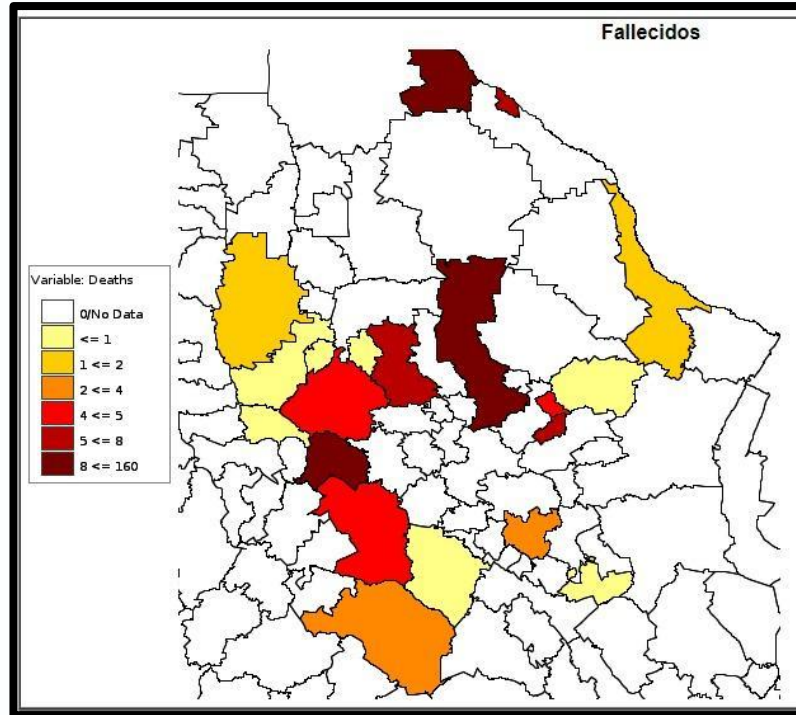 Fallecidos
Variable: Deaths
0/No Data
<= 1
1 <= 2
2 <= 4
4 <= 5
5 <= 8
8 <= 160